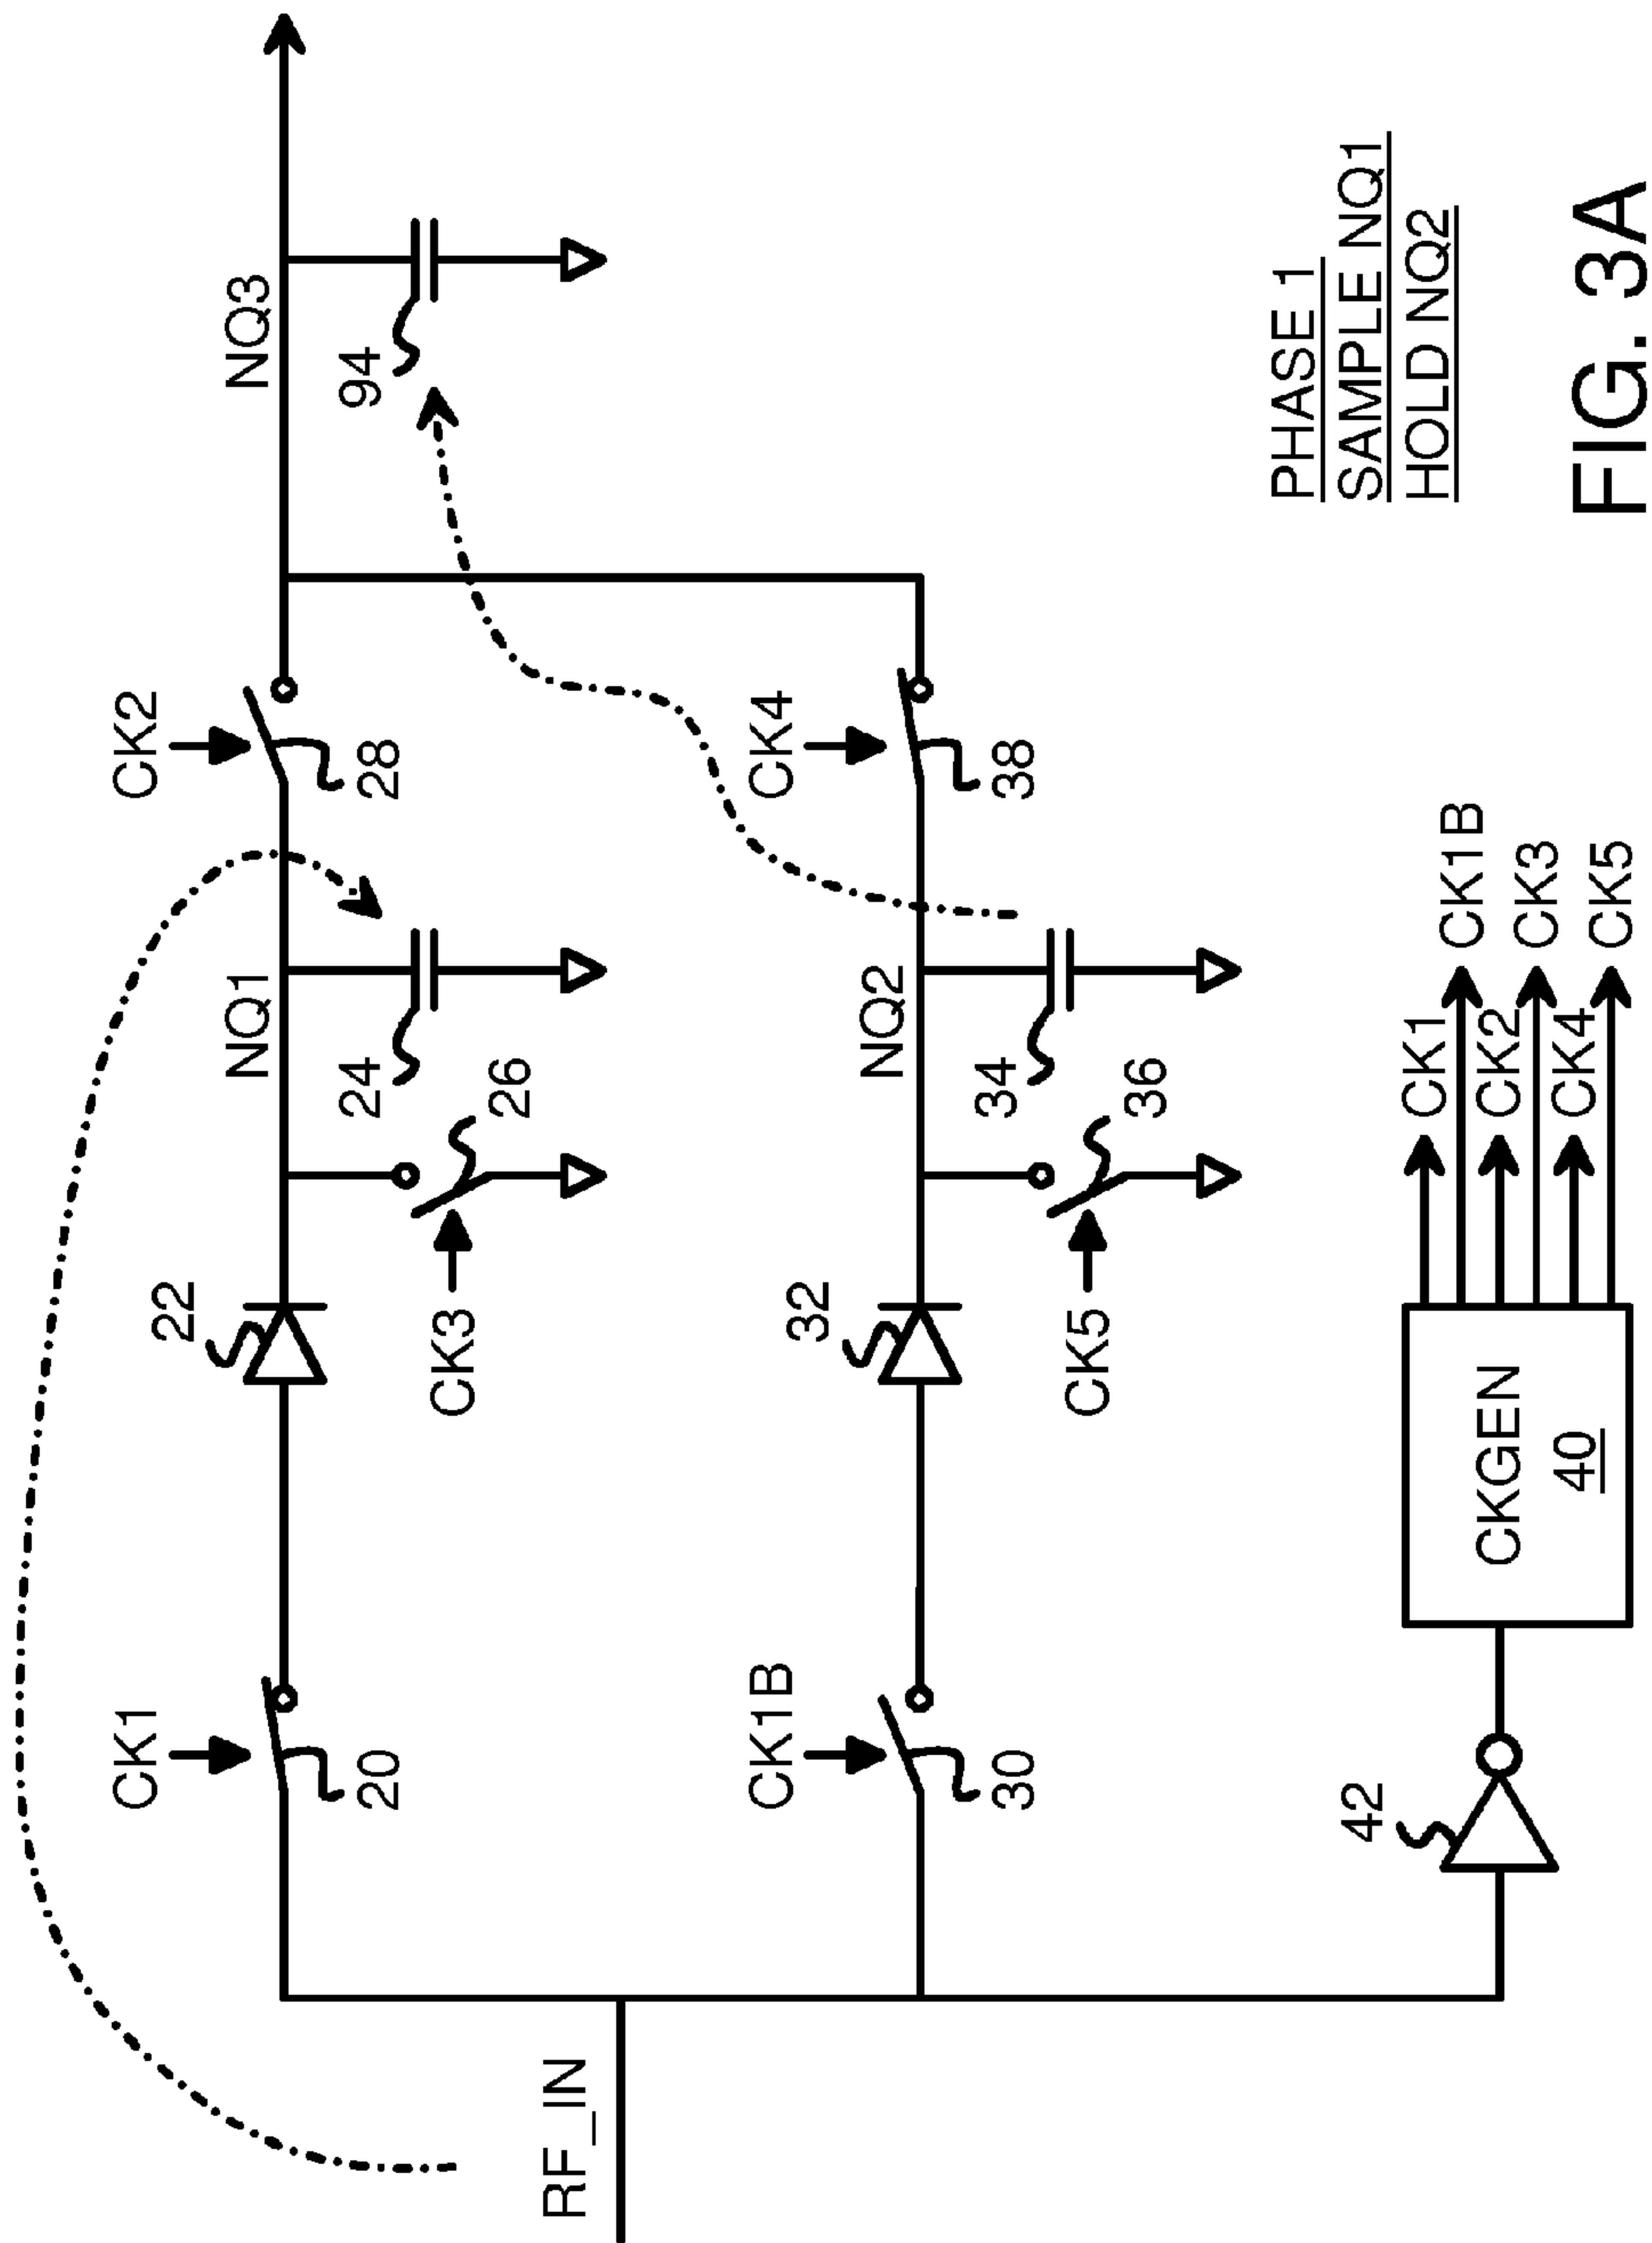 CK1
CK2
20
22
NQ1
28
NQ3
24
26
CK3
94
RF_IN
CK1B
CK4
30
32
NQ2
38
34
36
CK5
42
CKGEN
40
CK1
CK1B
CK2
CK3
CK4
CK5
PHASE 1
SAMPLE NQ1
HOLD NQ2
FIG. 3A